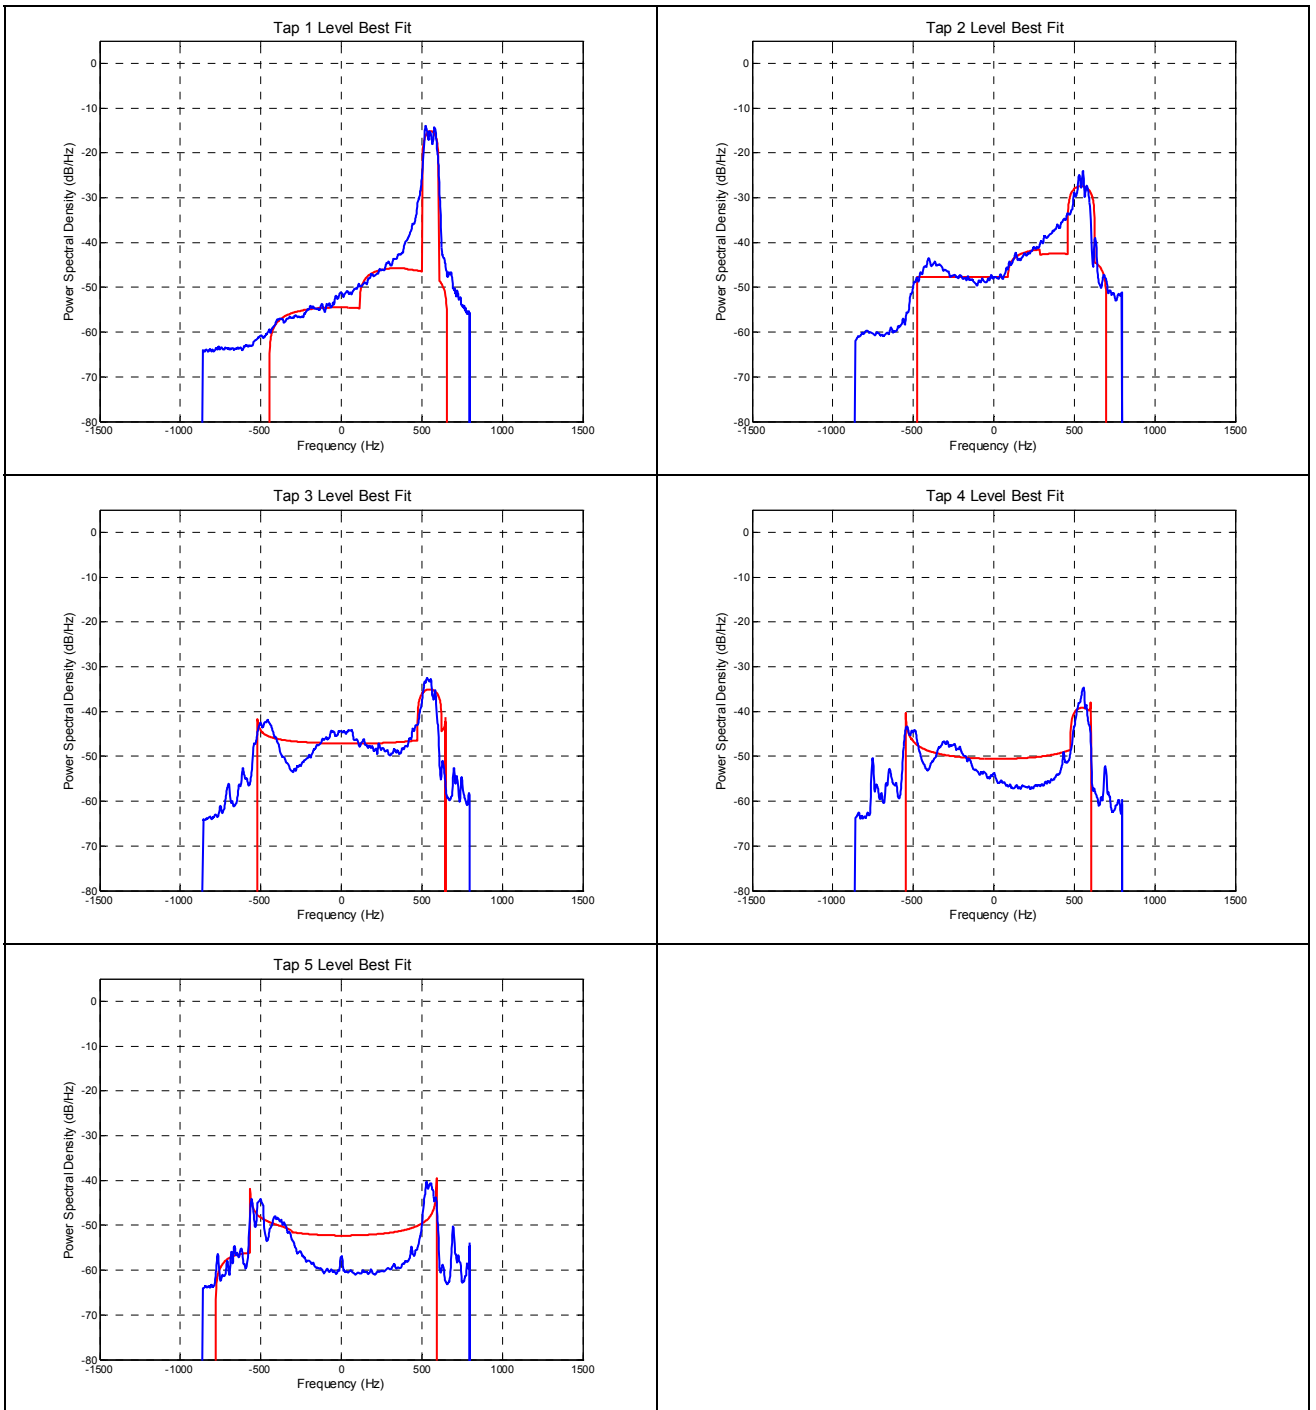 Tap 1 Level Best Fit
Power Spectral Density (dB/Hz)
0
-10
-20
-30
-40
-50
-60
-70
-80
-1500 -1000 -500 0 500 1000 1500
Frequency (Hz)
Tap 2 Level Best Fit
Power Spectral Density (dB/Hz)
0
-10
-20
-30
-40
-50
-60
-70
-80
-1500 -1000 -500 0 500 1000 1500
Frequency (Hz)
Tap 3 Level Best Fit
Power Spectral Density (dB/Hz)
0
-10
-20
-30
-40
-50
-60
-70
-80
-1500 -1000 -500 0 500 1000 1500
Frequency (Hz)
Tap 4 Level Best Fit
Power Spectral Density (dB/Hz)
0
-10
-20
-30
-40
-50
-60
-70
-80
-1500 -1000 -500 0 500 1000 1500
Frequency (Hz)
Tap 5 Level Best Fit
Power Spectral Density (dB/Hz)
0
-10
-20
-30
-40
-50
-60
-70
-80
-1500 -1000 -500 0 500 1000 1500
Frequency (Hz)